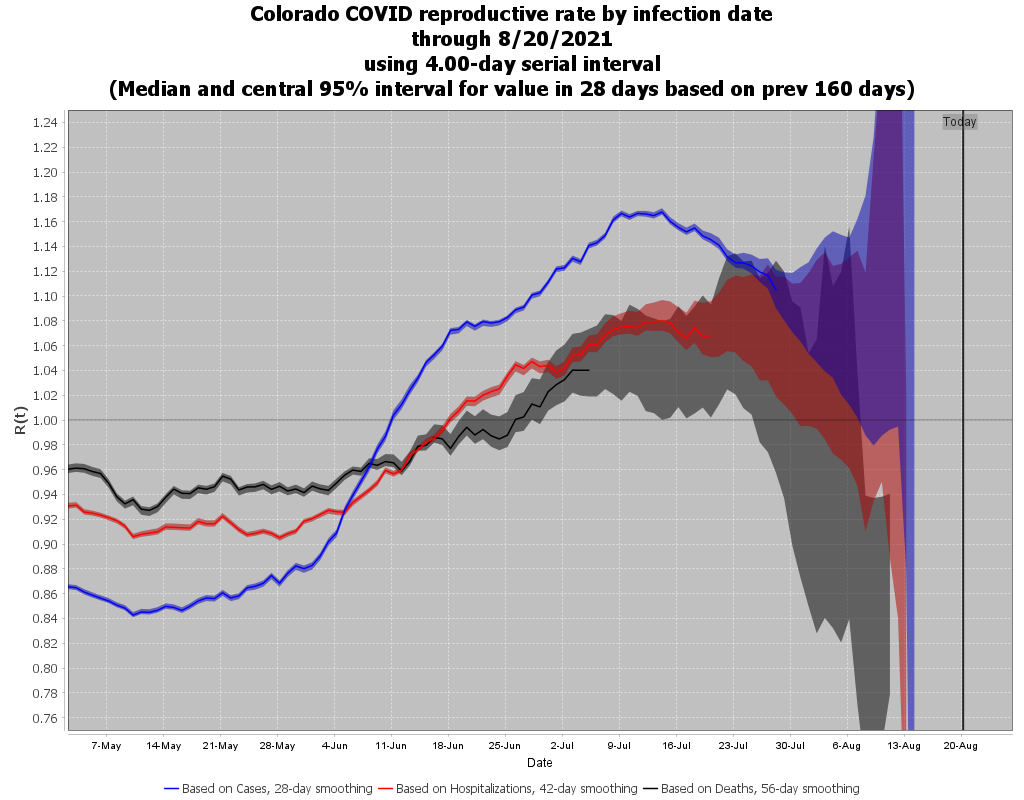 Colorado COVID reproductive rate by infection date
through 8/20/2021
using 4.00-day serial interval
(Median and central 95% interval for value in 28 days based on prev 160 days)
Today
1.24
1.22
1.20
1.18
1.16
1.14
1.12
1.10
1.08
1.06
1.04
1.02
1.00
0.98
0.96
0.94
0.92
0.90
0.88
0.86
0.84
0.82
0.80
0.78
0.76
R(t)
7-May 14-May 21-May 28-May 4-Jun 11-Jun 18-Jun 25-Jun 2-Jul 9-Jul 16-Jul 23-Jul 30-Jul 6-Aug 13-Aug 20-Aug
Date
Based on Cases, 28-day smoothing Based on Hospitalizations, 42-day smoothing Based on Deaths, 56-day smoothing